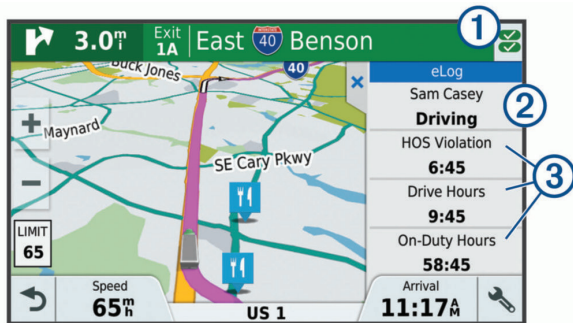 3.0 mi
Exit 1A
East 40 Benson
1
eLog
Sam Casey
Driving
2
HOS Violation
6:45
Drive Hours
9:45
On-Duty Hours
58:45
3
Buck Jones
40
Maynard
SE Cary Pkwy
+
−
LIMIT
65
Speed
65 mh
US 1
Arrival
11:17 AM